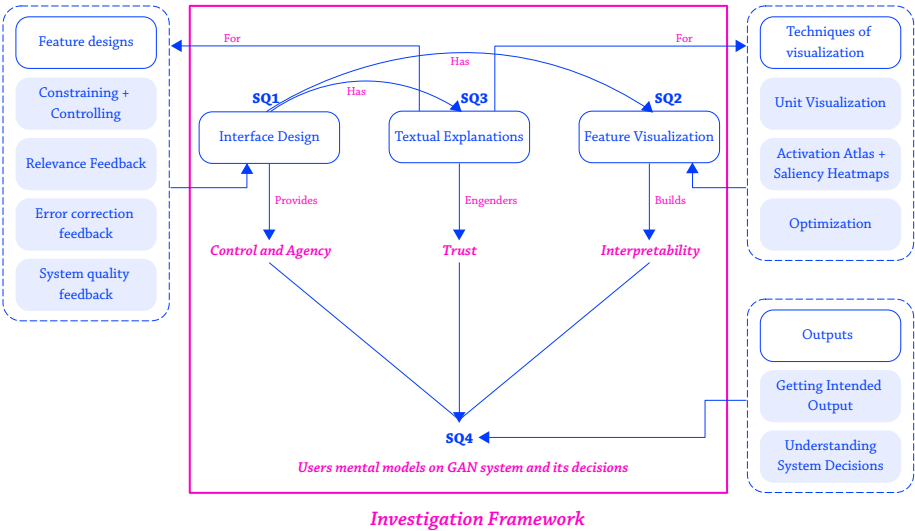 Feature designs
Constraining +
Controlling
Relevance Feedback
Error correction
feedback
System quality
feedback
For
For
Has
Has
SQ1
SQ3
SQ2
Interface Design
Textual Explanations
Feature Visualization
Provides
Engenders
Builds
Control and Agency
Trust
Interpretability
SQ4
Users mental models on GAN system and its decisions
Techniques of
visualization
Unit Visualization
Activation Atlas +
Saliency Heatmaps
Optimization
Outputs
Getting Intended
Output
Understanding
System Decisions
Investigation Framework